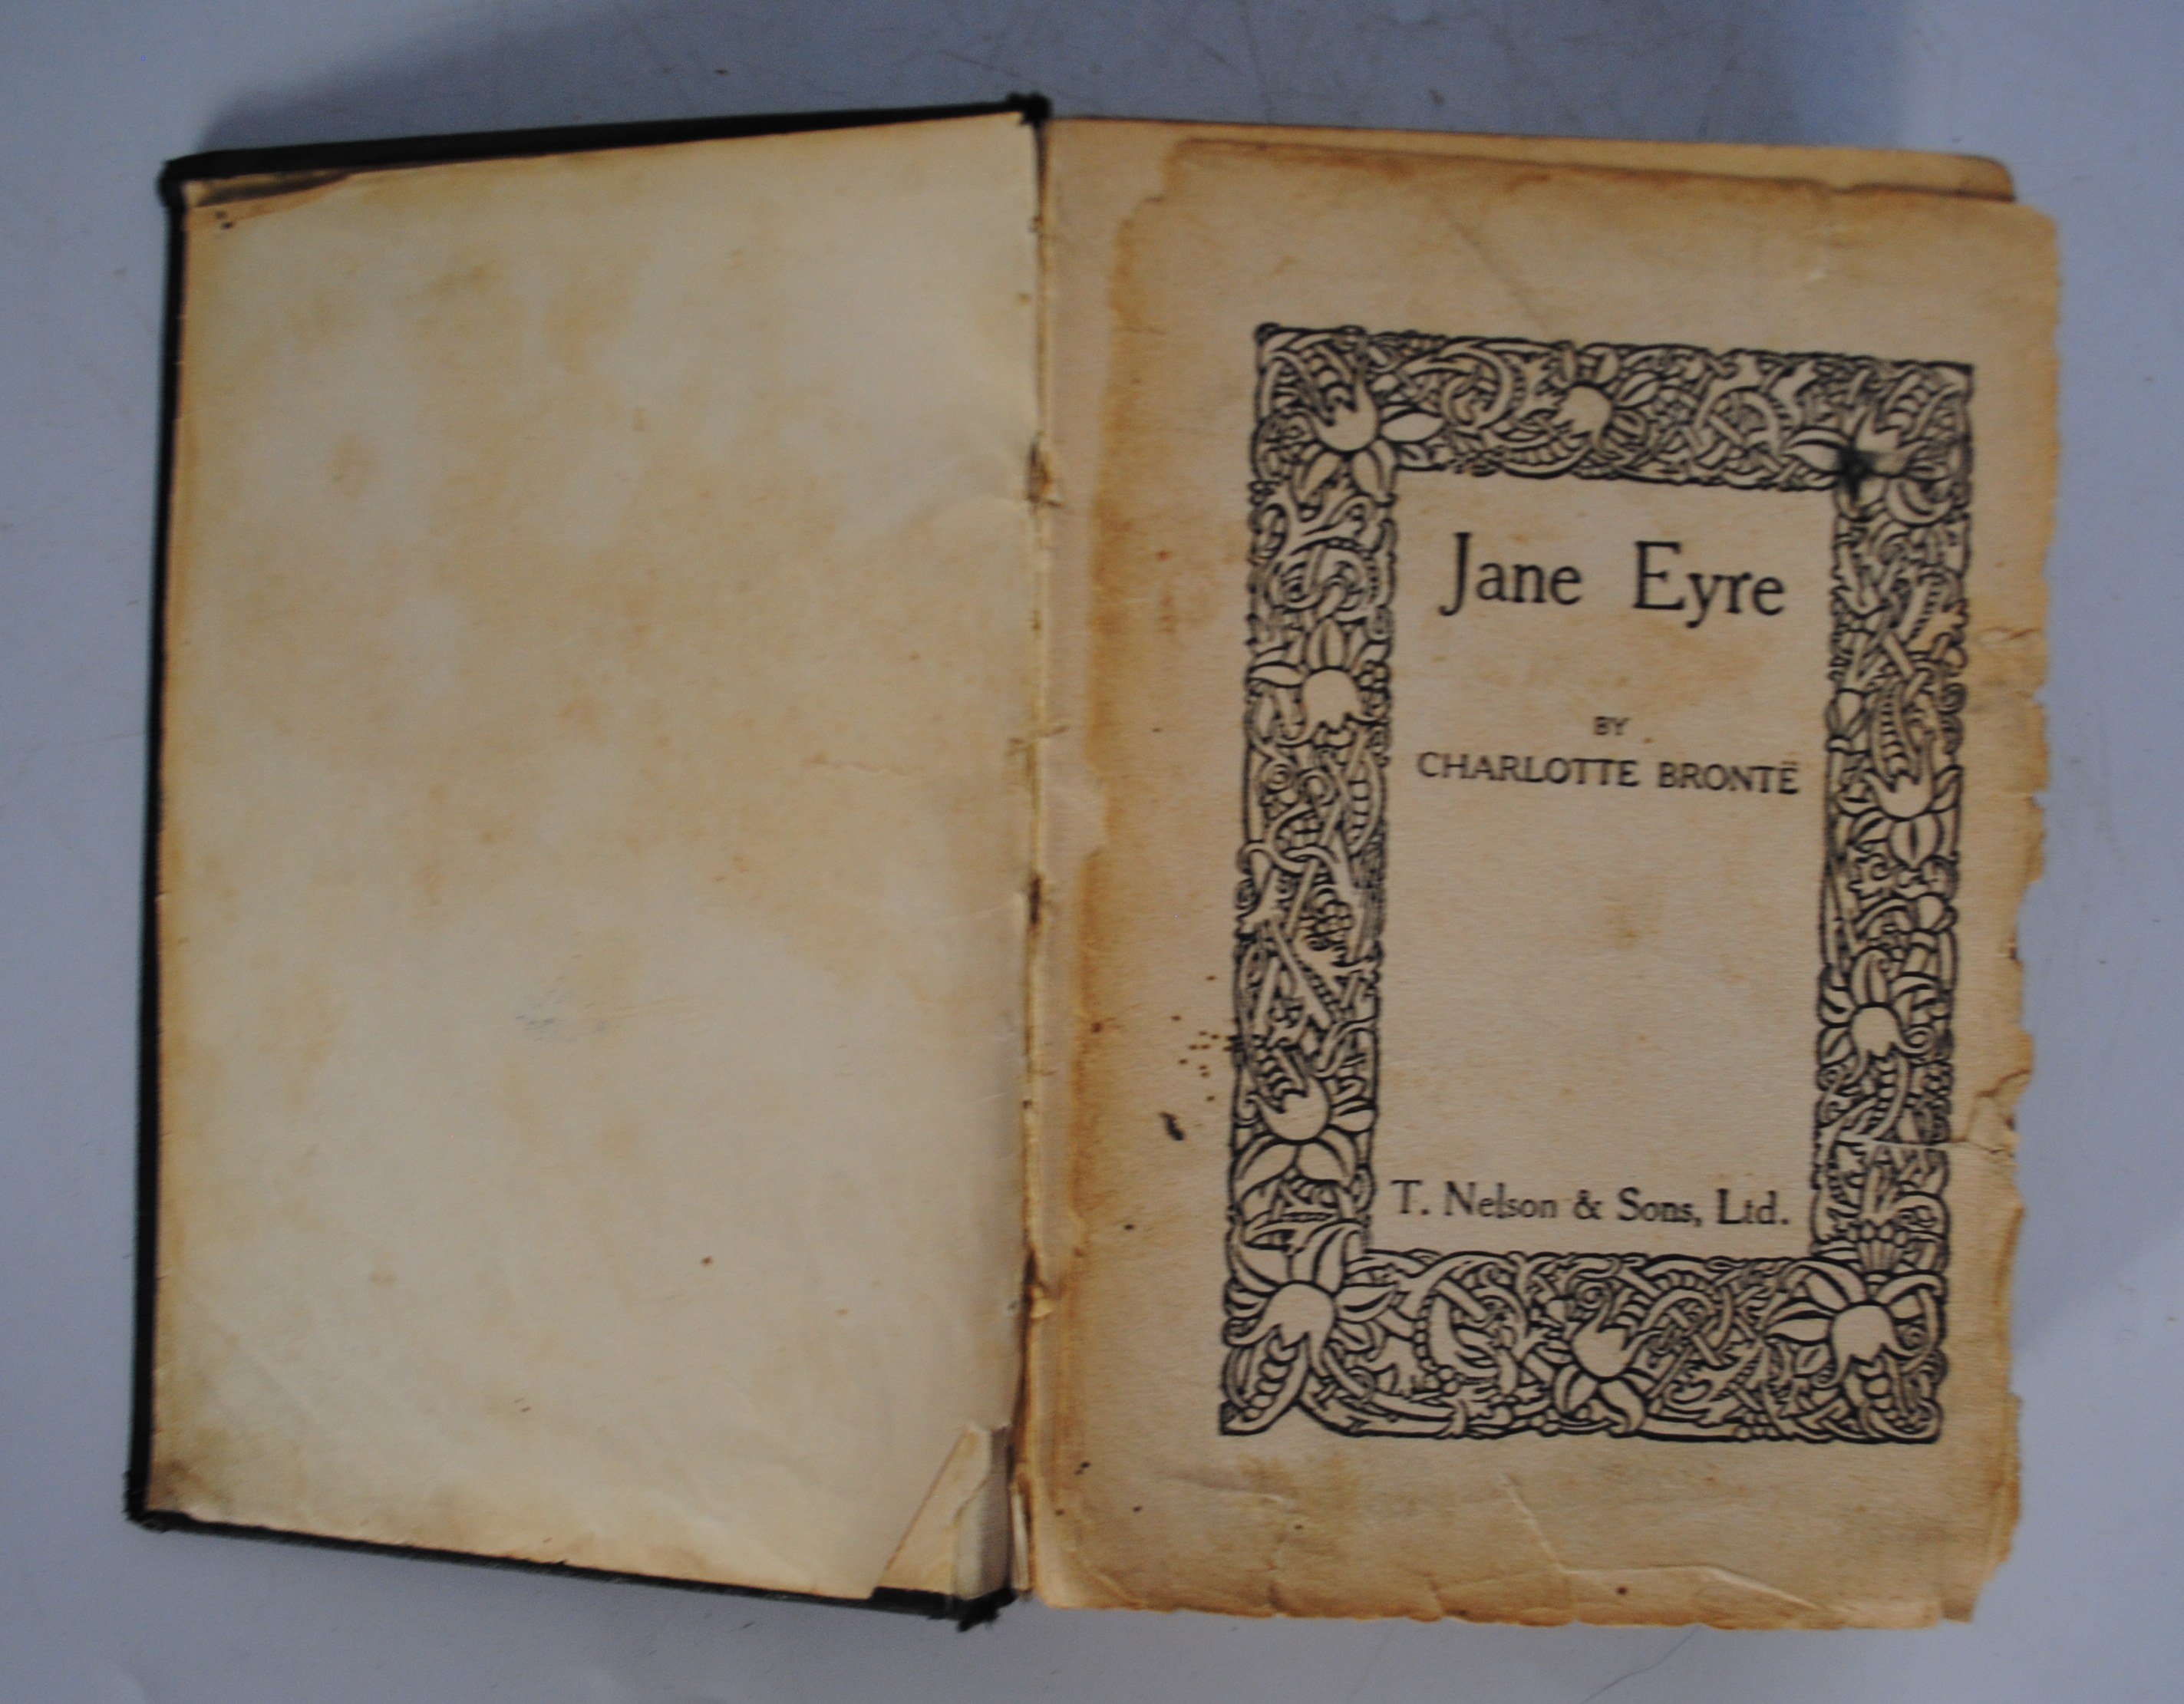 Jane Eyre
BY
CHARLOTTE BRONTË
T. Nelson & Sons, Ltd.